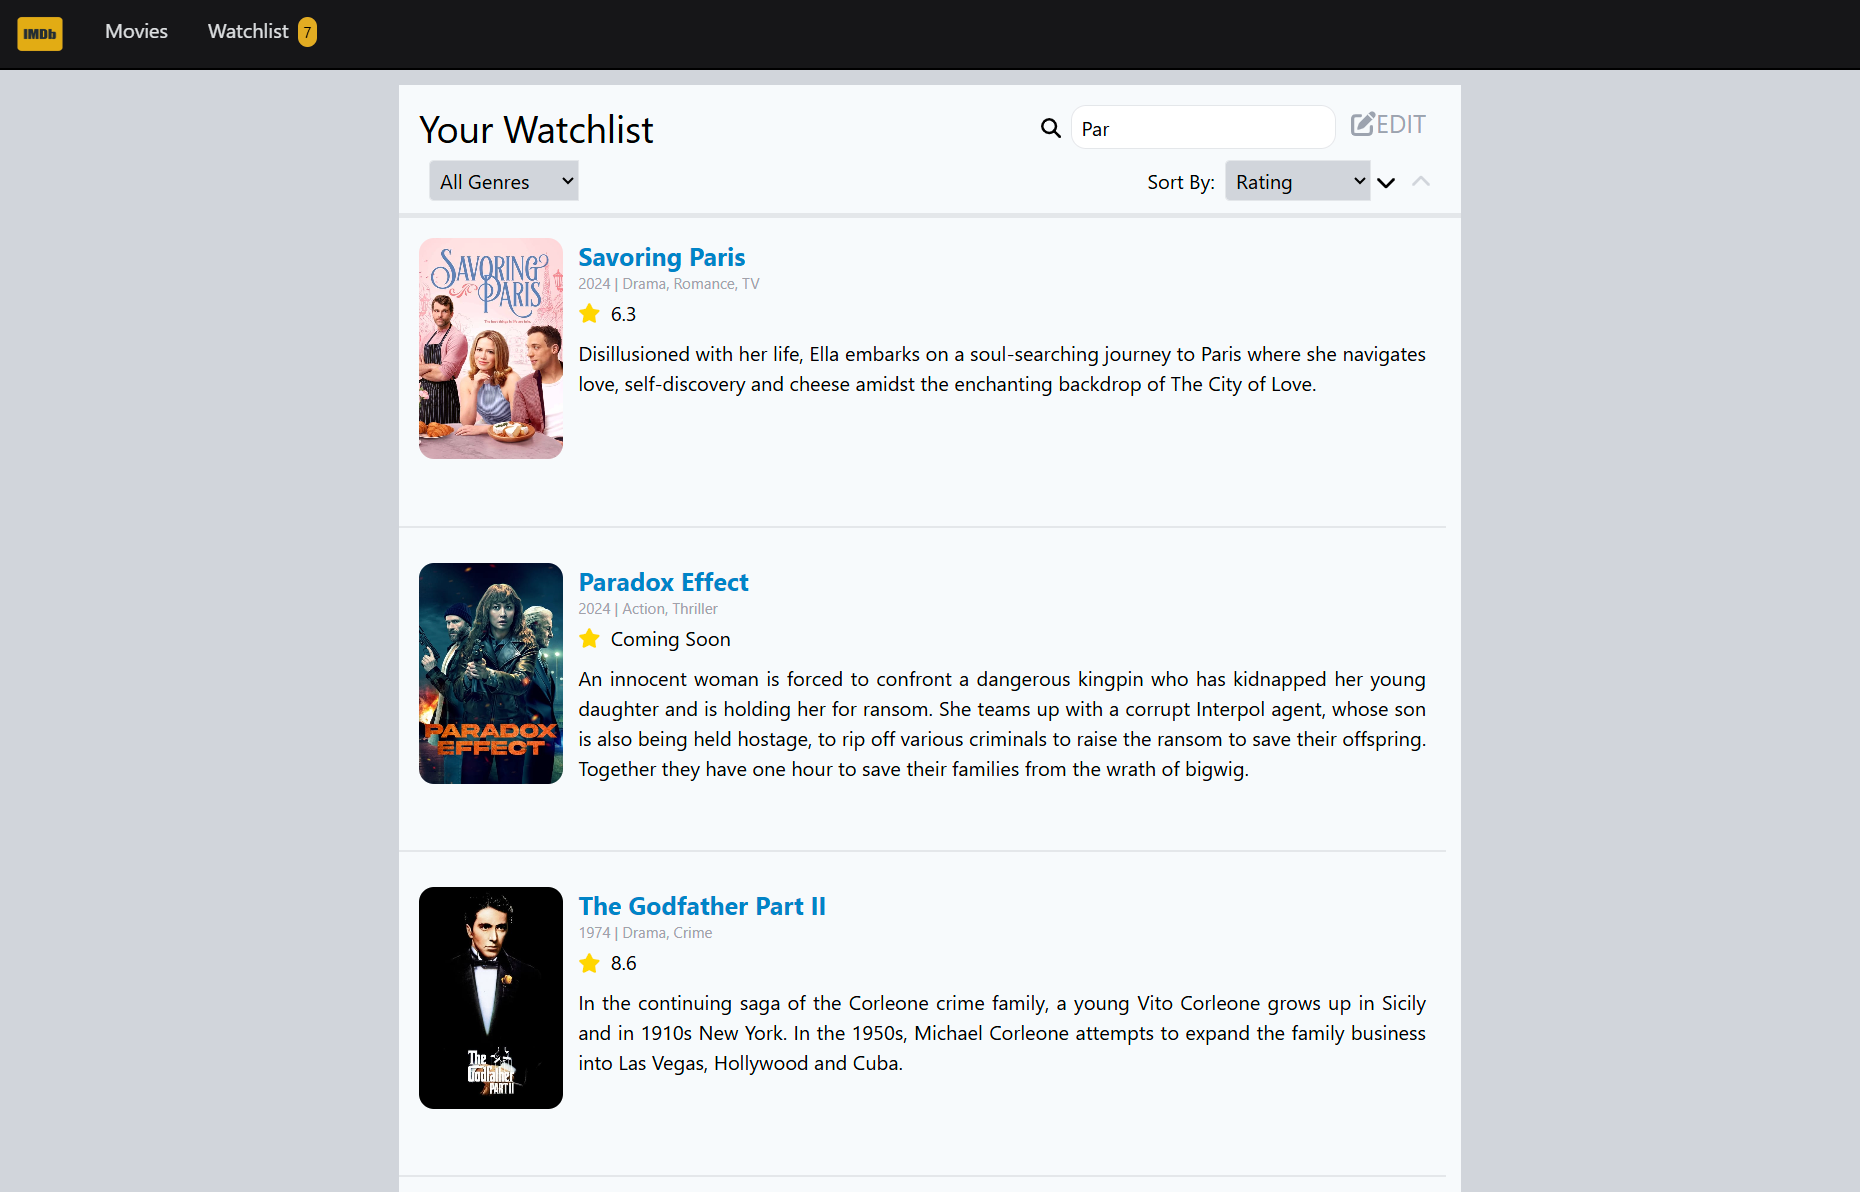 IMDb
Movies
Watchlist 7
Your Watchlist
Par
EDIT
All Genres
Sort By:
Rating
SAVORING
PARIS
Savoring Paris
2024 | Drama, Romance, TV
6.3
Disillusioned with her life, Ella embarks on a soul-searching journey to Paris where she navigates
love, self-discovery and cheese amidst the enchanting backdrop of The City of Love.
PARADOX
EFFECT
Paradox Effect
2024 | Action, Thriller
Coming Soon
An innocent woman is forced to confront a dangerous kingpin who has kidnapped her young
daughter and is holding her for ransom. She teams up with a corrupt Interpol agent, whose son
is also being held hostage, to rip off various criminals to raise the ransom to save their offspring.
Together they have one hour to save their families from the wrath of bigwig.
The
Godfather
PART II
The Godfather Part II
1974 | Drama, Crime
8.6
In the continuing saga of the Corleone crime family, a young Vito Corleone grows up in Sicily
and in 1910s New York. In the 1950s, Michael Corleone attempts to expand the family business
into Las Vegas, Hollywood and Cuba.